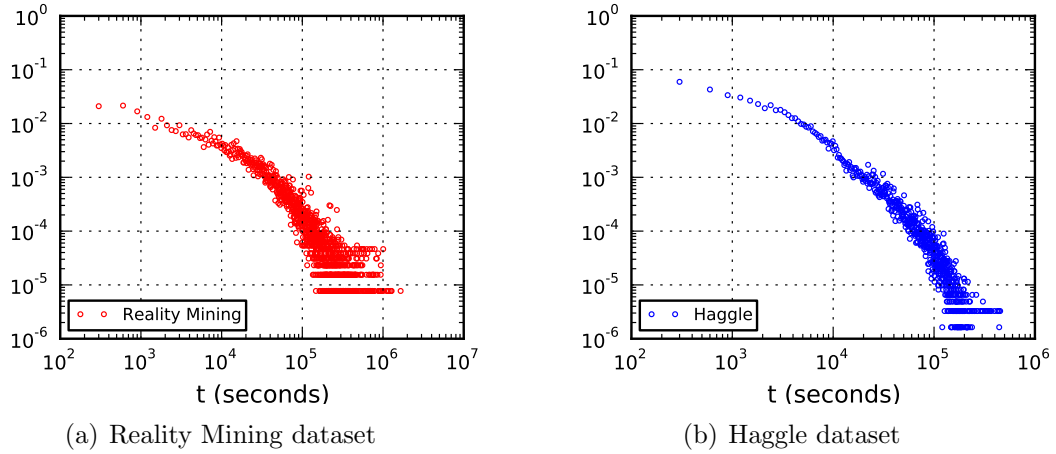 10^0
10^-1
10^-2
10^-3
10^-4
10^-5
10^-6
Reality Mining
10^2 10^3 10^4 10^5 10^6 10^7
t (seconds)
(a) Reality Mining dataset
10^0
10^-1
10^-2
10^-3
10^-4
10^-5
10^-6
Haggle
10^2 10^3 10^4 10^5 10^6
t (seconds)
(b) Haggle dataset